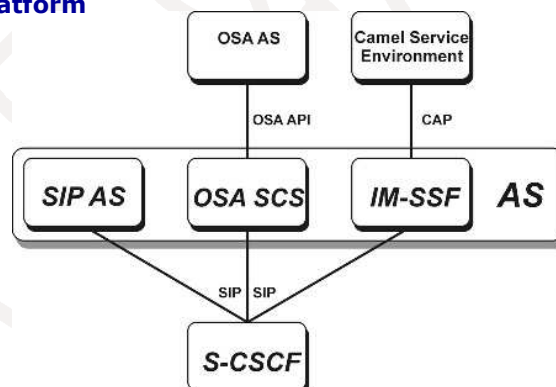 atform
OSA AS
Camel Service
Environment
OSA API
CAP
SIP AS
OSA SCS
IM-SSF
AS
SIP
SIP
S-CSCF